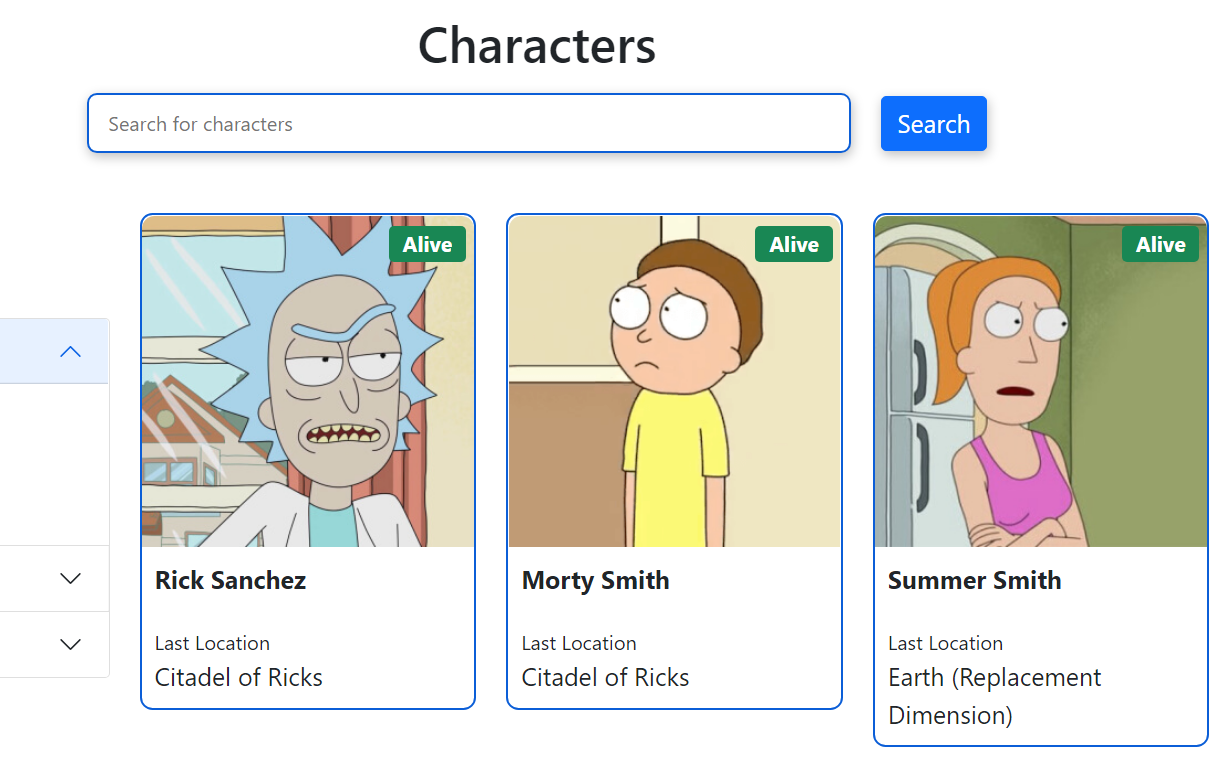 Characters
Search for characters
Search
Alive
Alive
Alive
Rick Sanchez
Last Location
Citadel of Ricks
Morty Smith
Last Location
Citadel of Ricks
Summer Smith
Last Location
Earth (Replacement
Dimension)